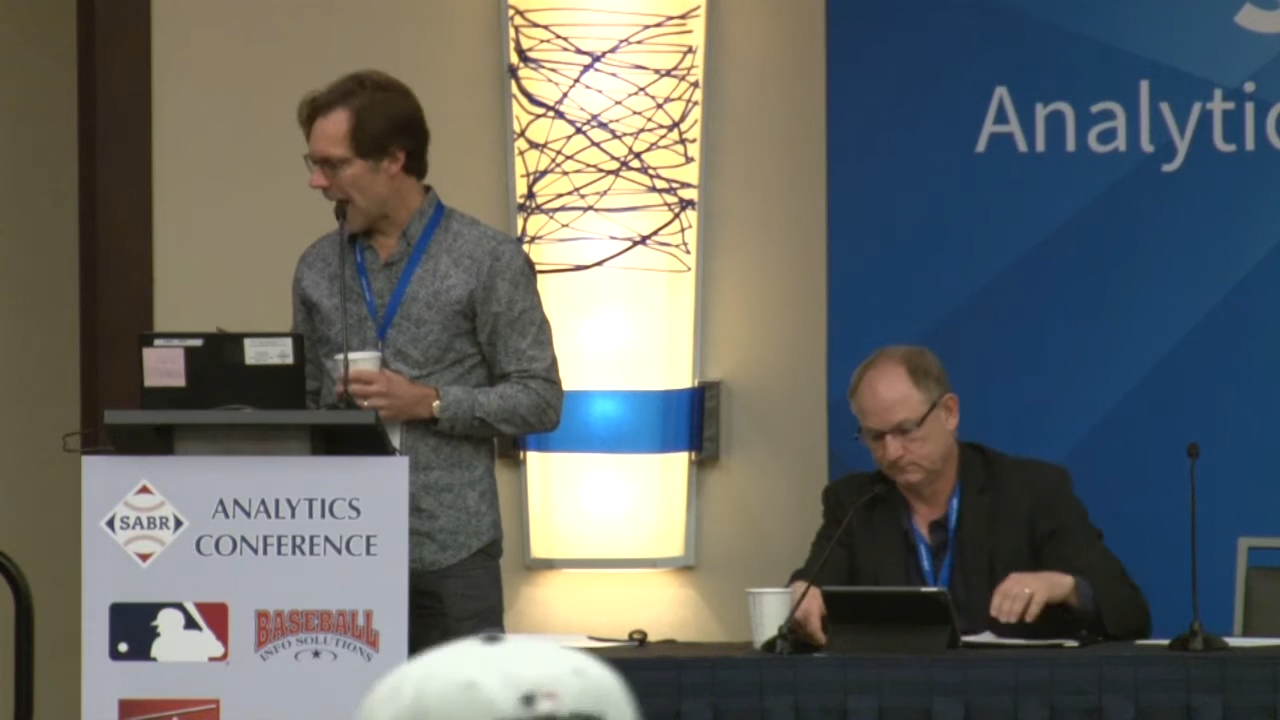 Analytic
SABR
ANALYTICS
CONFERENCE
BASEBALL
INFO SOLUTIONS